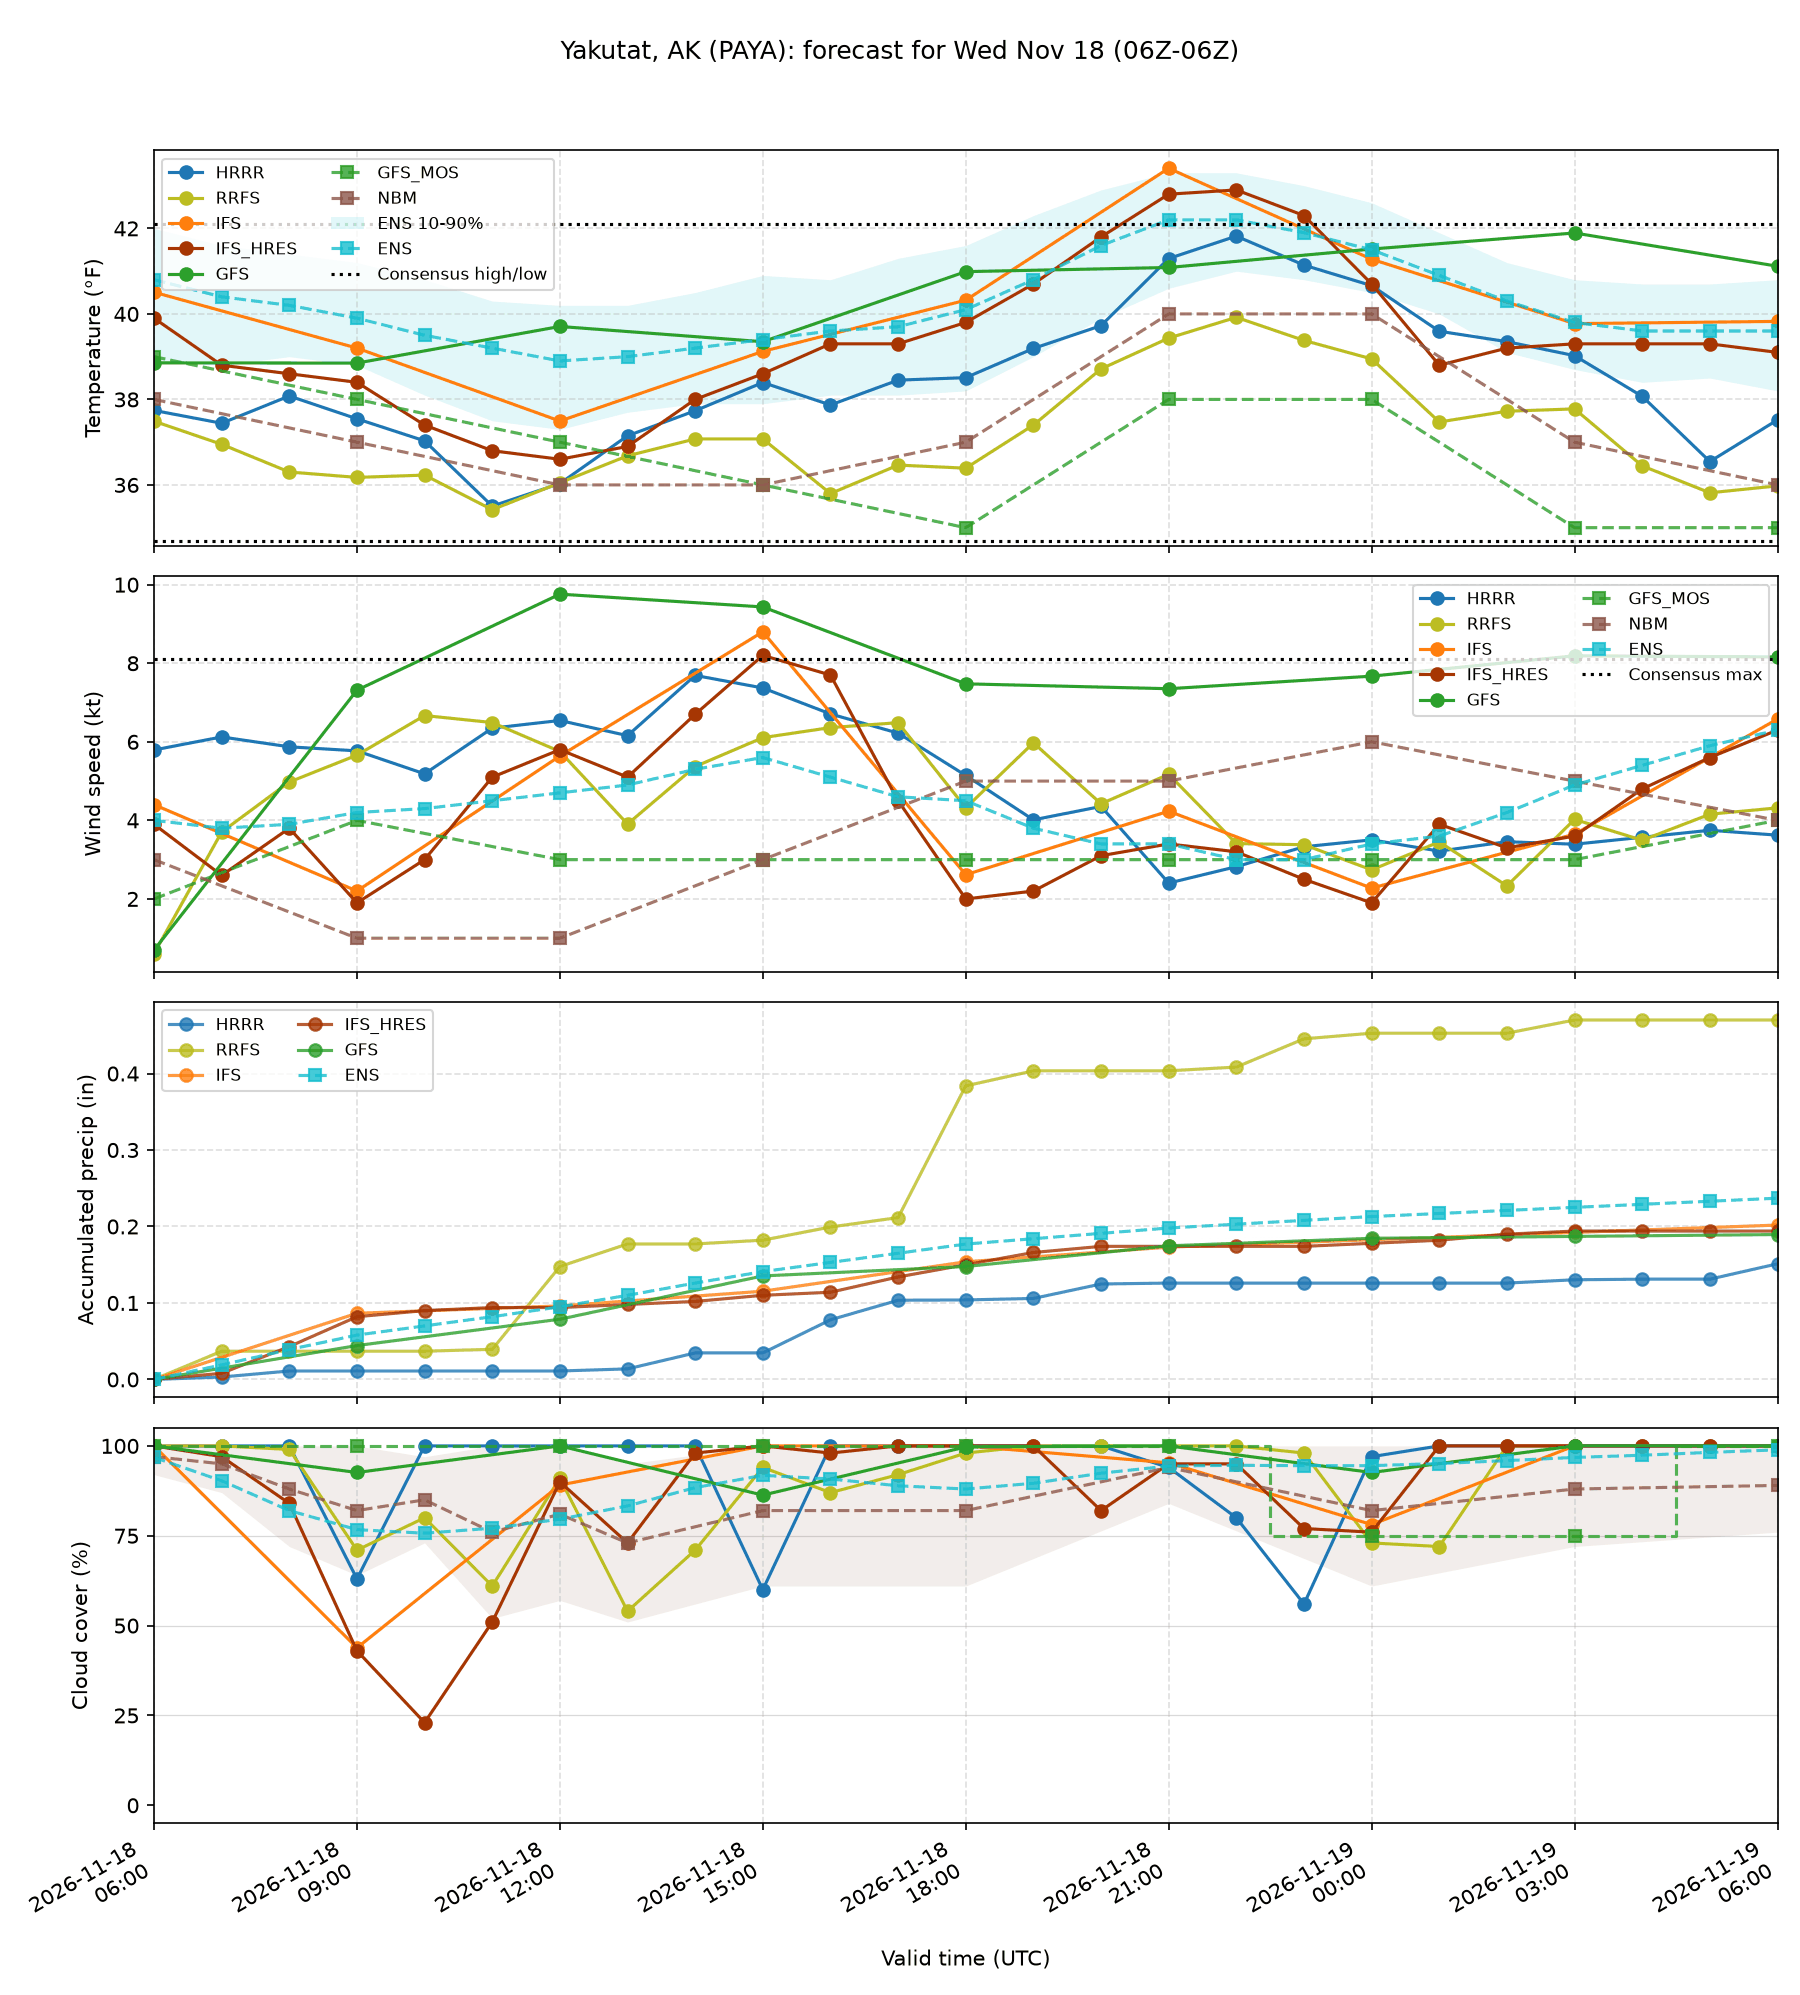 Yakutat, AK (PAYA): forecast for Wed Nov 18 (06Z-06Z)
Temperature (°F)
42
40
38
36
HRRR
RRFS
IFS
IFS_HRES
GFS
GFS_MOS
NBM
ENS 10-90%
ENS
Consensus high/low
Wind speed (kt)
10
8
6
4
2
HRRR
RRFS
IFS
IFS_HRES
GFS
GFS_MOS
NBM
ENS
Consensus max
Accumulated precip (in)
0.4
0.3
0.2
0.1
0.0
HRRR
RRFS
IFS
IFS_HRES
GFS
ENS
Cloud cover (%)
100
75
50
25
0
2026-11-18
06:00
2026-11-18
09:00
2026-11-18
12:00
2026-11-18
15:00
2026-11-18
18:00
2026-11-18
21:00
2026-11-19
00:00
2026-11-19
03:00
2026-11-19
06:00
Valid time (UTC)